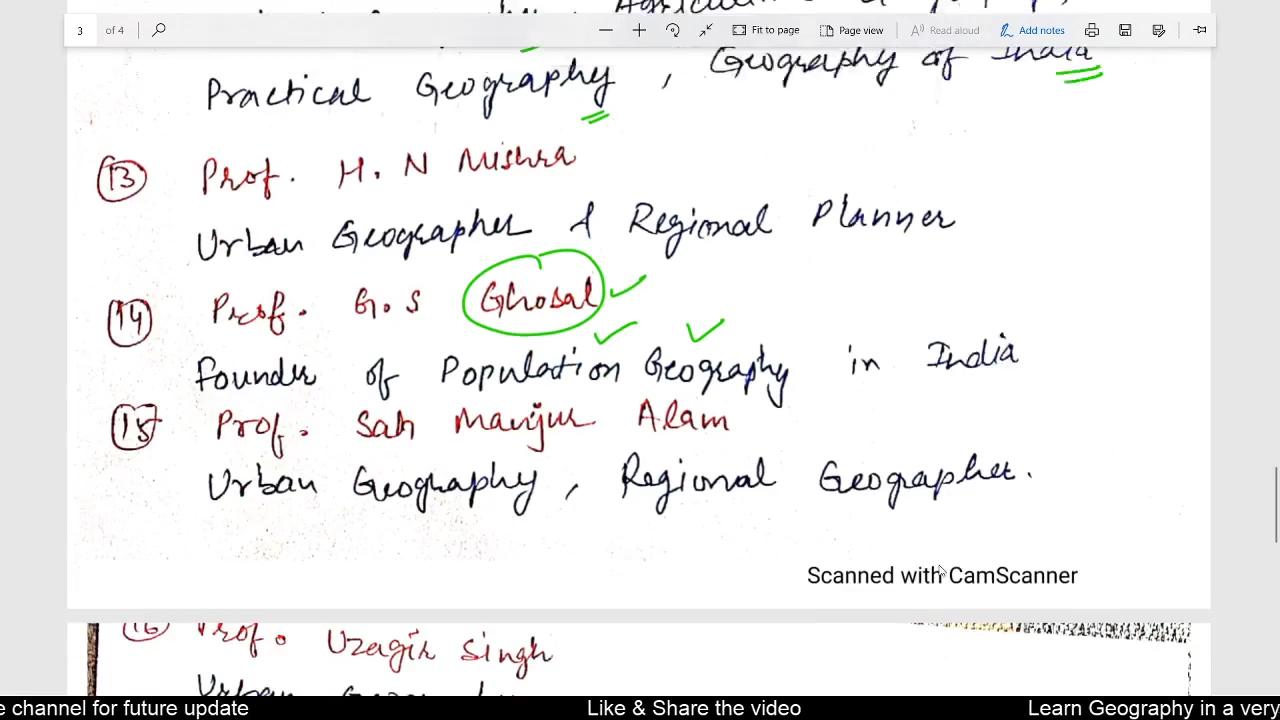 3 of 4 Fit to page Page view Read aloud Add notes
Practical Geography, Geography of India
13 Prof. H. N Mishra
Urban Geographer & Regional Planner
14 Prof. G.S Ghosal
Founder of Population Geography in India
15 Prof. Sah Manjur Alam
Urban Geography, Regional Geographer.
Scanned with CamScanner
16 Prof. Uzagir Singh
Urban
e channel for future update Like & Share the video Learn Geography in a very